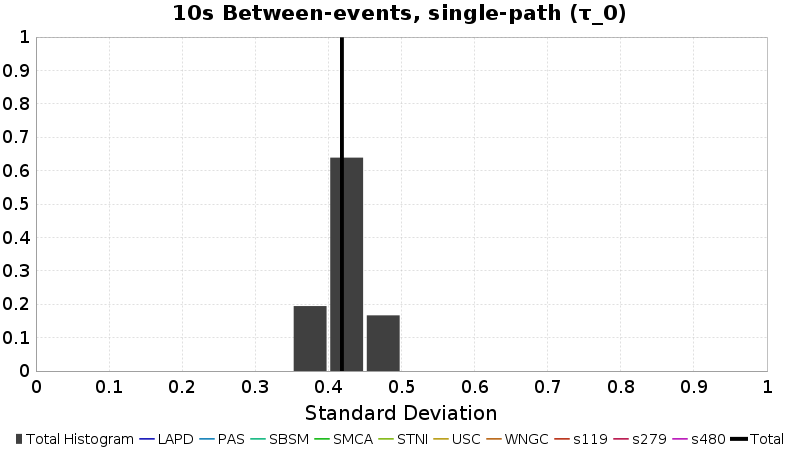 10s Between-events, single-path (τ_0)
1
0.9
0.8
0.7
0.6
0.5
0.4
0.3
0.2
0.1
0
0 0.1 0.2 0.3 0.4 0.5 0.6 0.7 0.8 0.9 1
Standard Deviation
Total Histogram LAPD PAS SBSM SMCA STNI USC WNGC s119 s279 s480 Total